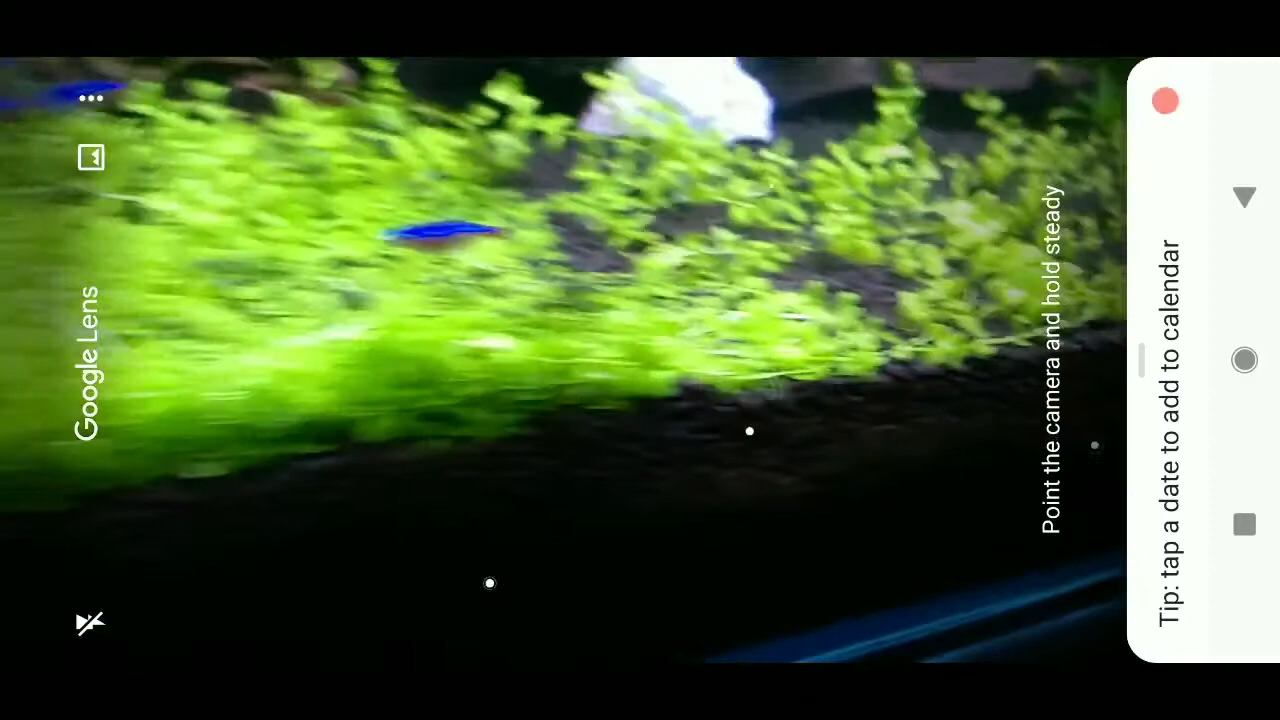 Google Lens
Point the camera and hold steady
Tip: tap a date to add to calendar